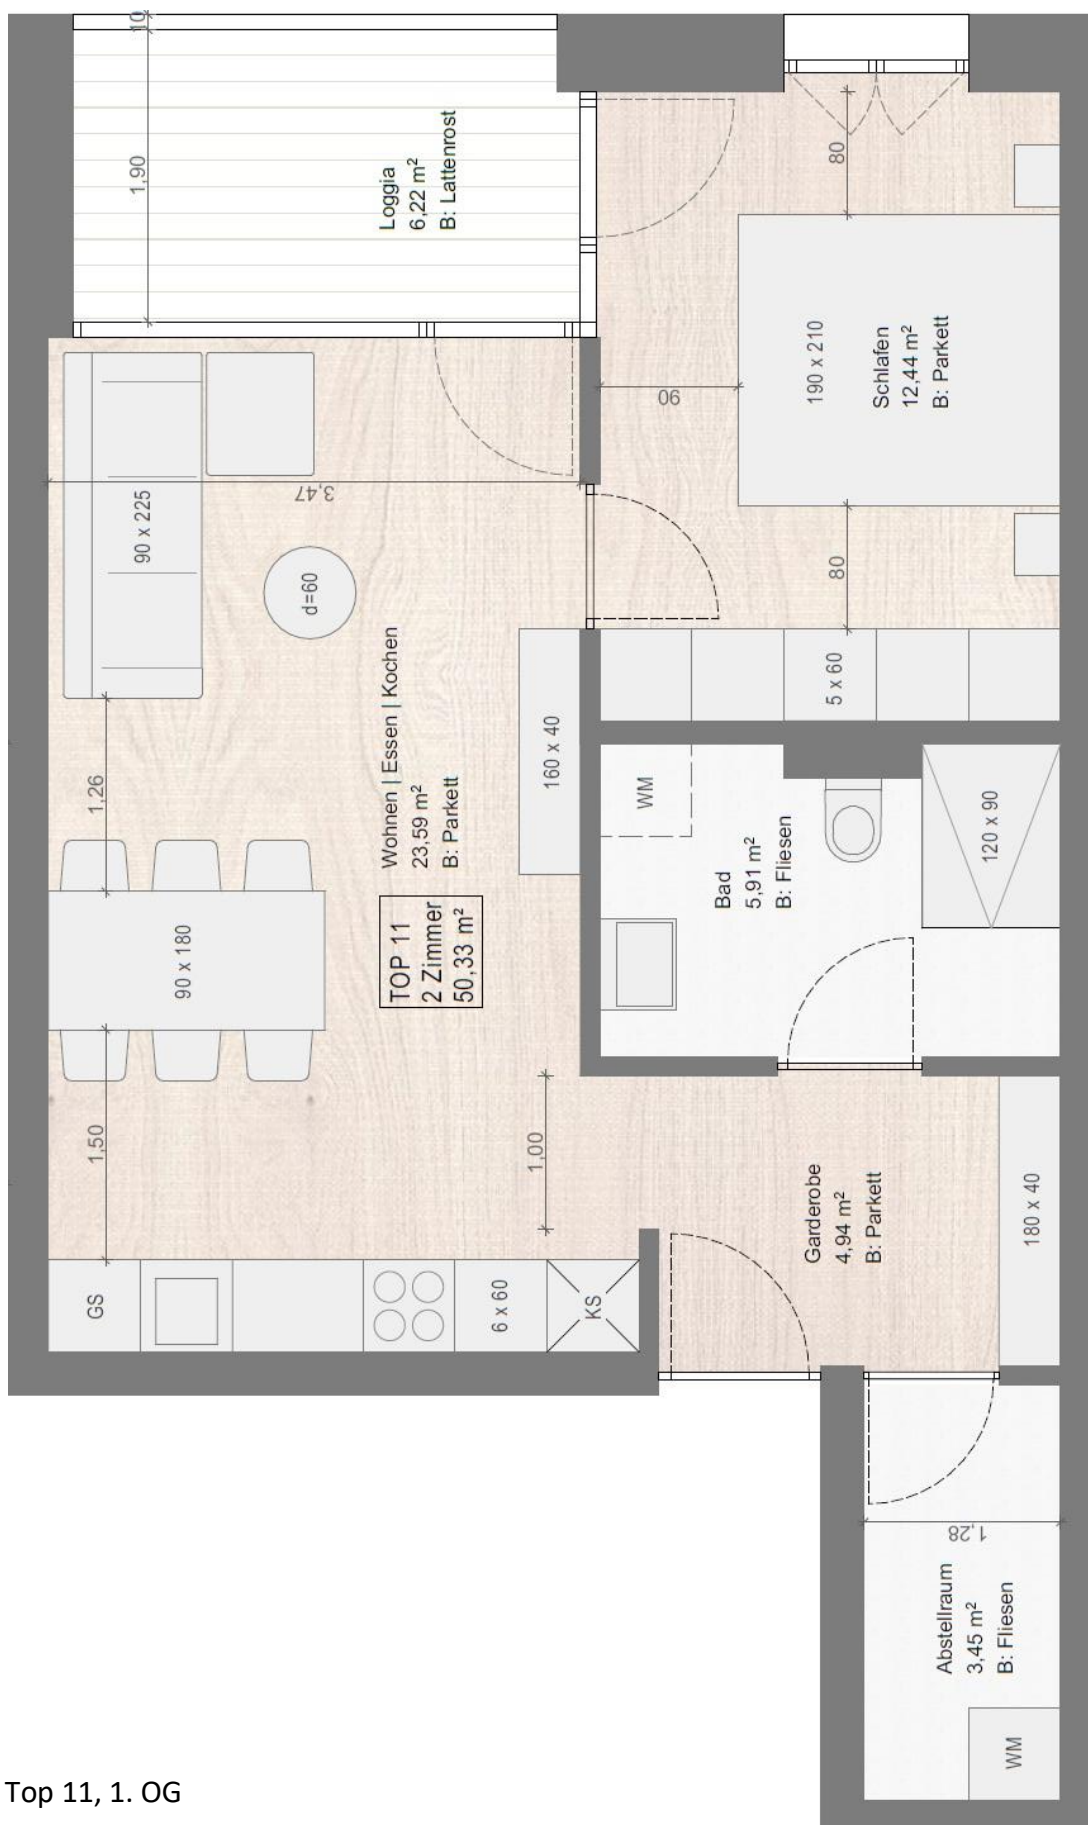 10
1,90
Loggia
6,22 m²
B: Lattenrost
80
190 x 210
Schlafen
12,44 m²
B: Parkett
90
3,47
90 x 225
d=60
80
5 x 60
1,26
Wohnen | Essen | Kochen
23,59 m²
B: Parkett
160 x 40
WM
120 x 90
Bad
5,91 m²
B: Fliesen
90 x 180
TOP 11
2 Zimmer
50,33 m²
1,50
1,00
Garderobe
4,94 m²
B: Parkett
180 x 40
GS
6 x 60
KS
1,28
Abstellraum
3,45 m²
B: Fliesen
WM
Top 11, 1. OG